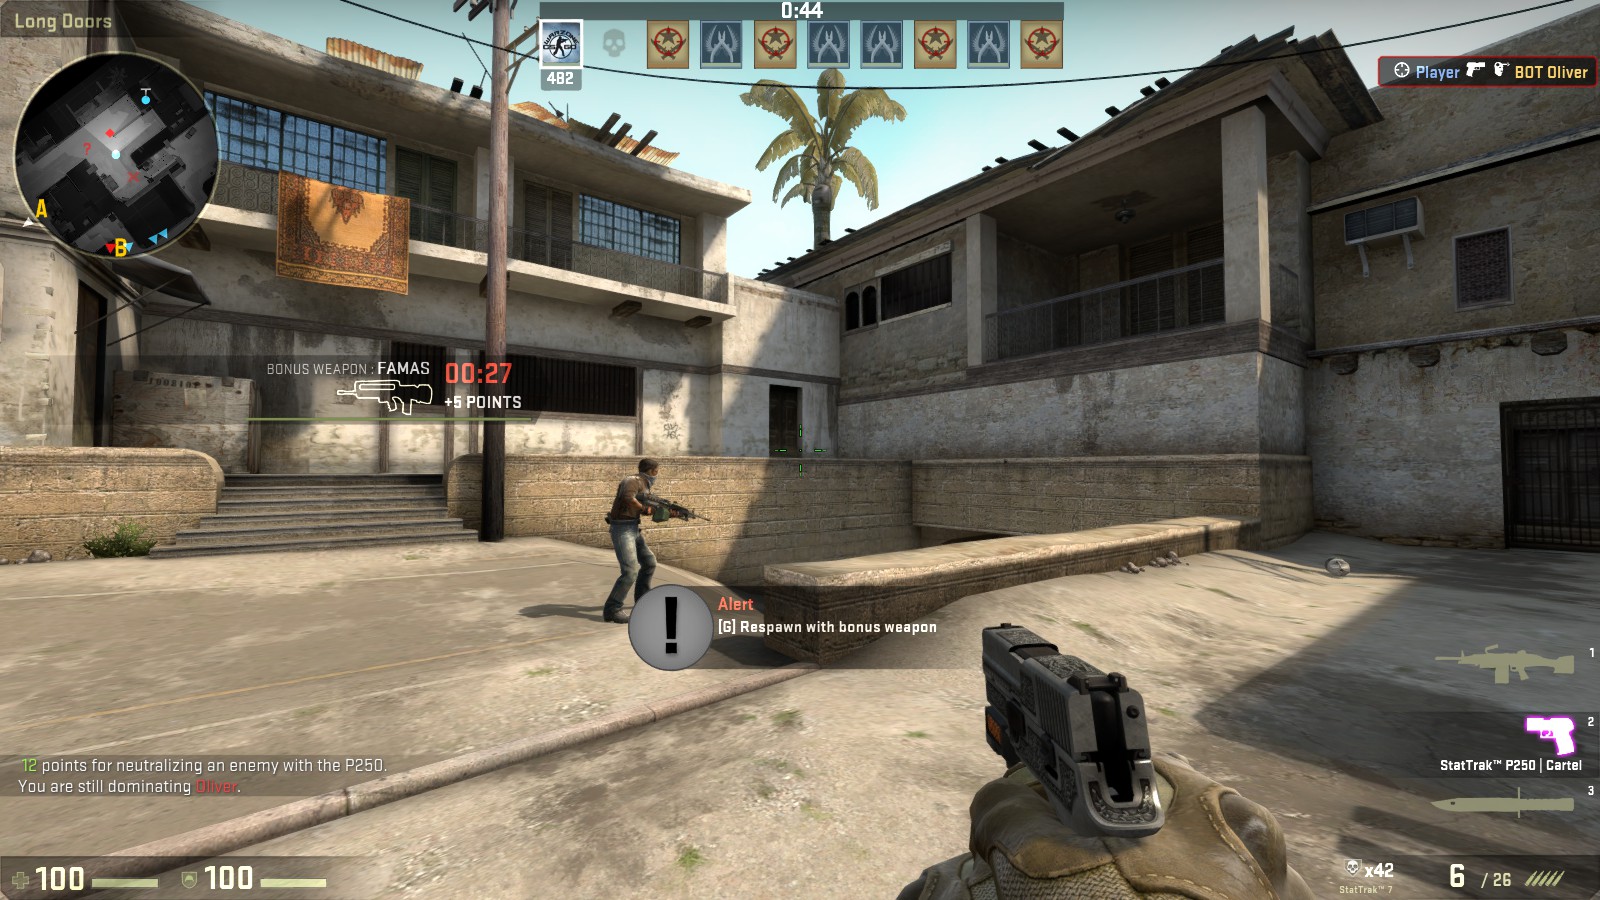 Long Doors
0:44
482
Player BOT Oliver
A
B
?
BONUS WEAPON : FAMAS
00:27
+5 POINTS
Alert
[G] Respawn with bonus weapon
1
2
StatTrak™ P250 | Cartel
3
12 points for neutralizing an enemy with the P250.
You are still dominating Oliver.
100
100
x42
StatTrak™ 7
6 / 26